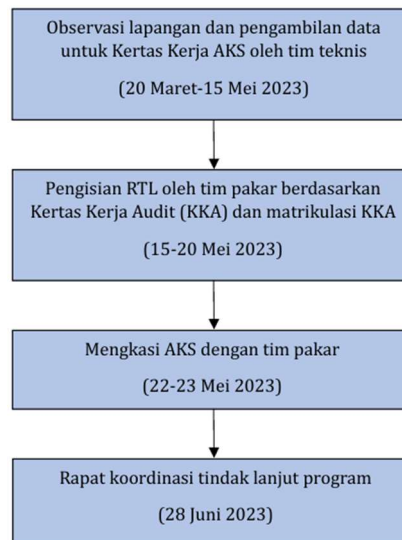 Observasi lapangan dan pengambilan data
untuk Kertas Kerja AKS oleh tim teknis
(20 Maret-15 Mei 2023)
Pengisian RTL oleh tim pakar berdasarkan
Kertas Kerja Audit (KKA) dan matrikulasi KKA
(15-20 Mei 2023)
Mengkasi AKS dengan tim pakar
(22-23 Mei 2023)
Rapat koordinasi tindak lanjut program
(28 Juni 2023)